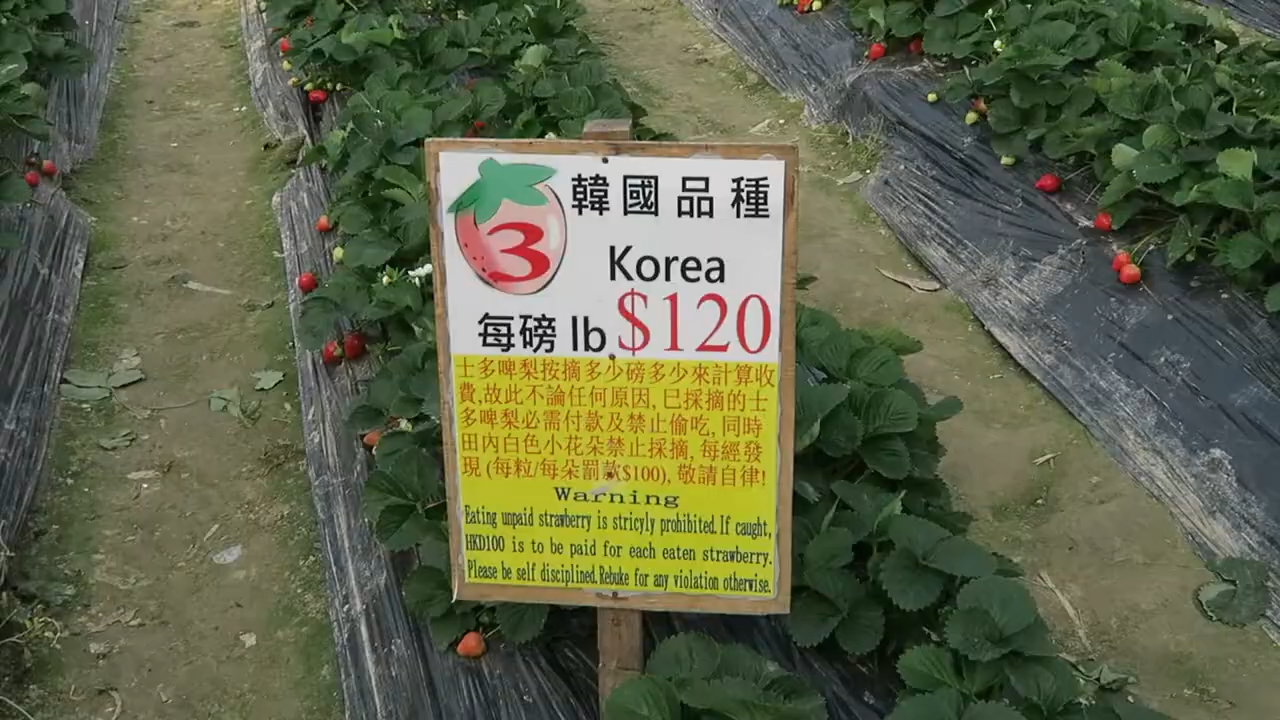 3
韓國品種
Korea
每磅 lb $120
士多啤梨按摘多少磅多少來計算收
費,故此不論任何原因, 巳採摘的士
多啤梨必需付款及禁止偷吃, 同時
田內白色小花朵禁止採摘, 每經發
現 (每粒/每朵罰款$100), 敬請自律!
Warning
Eating unpaid strawberry is stricyly prohibited.If caught,
HKD100 is to be paid for each eaten strawberry.
Please be self disciplined.Rebuke for any violation otherwise.